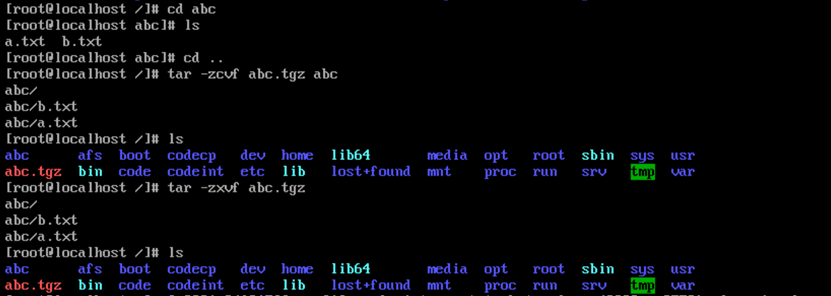 [root@localhost /]# cd abc
[root@localhost abc]# ls
a.txt  b.txt
[root@localhost abc]# cd ..
[root@localhost /]# tar -zcvf abc.tgz abc
abc/
abc/b.txt
abc/a.txt
[root@localhost /]# ls
abc      afs  boot  codecp   dev  home  lib64       media  opt   root  sbin  sys  usr
abc.tgz  bin  code  codeint  etc  lib   lost+found  mnt    proc  run   srv   tmp  var
[root@localhost /]# tar -zxvf abc.tgz
abc/
abc/b.txt
abc/a.txt
[root@localhost /]# ls
abc      afs  boot  codecp   dev  home  lib64       media  opt   root  sbin  sys  usr
abc.tgz  bin  code  codeint  etc  lib   lost+found  mnt    proc  run   srv   tmp  var